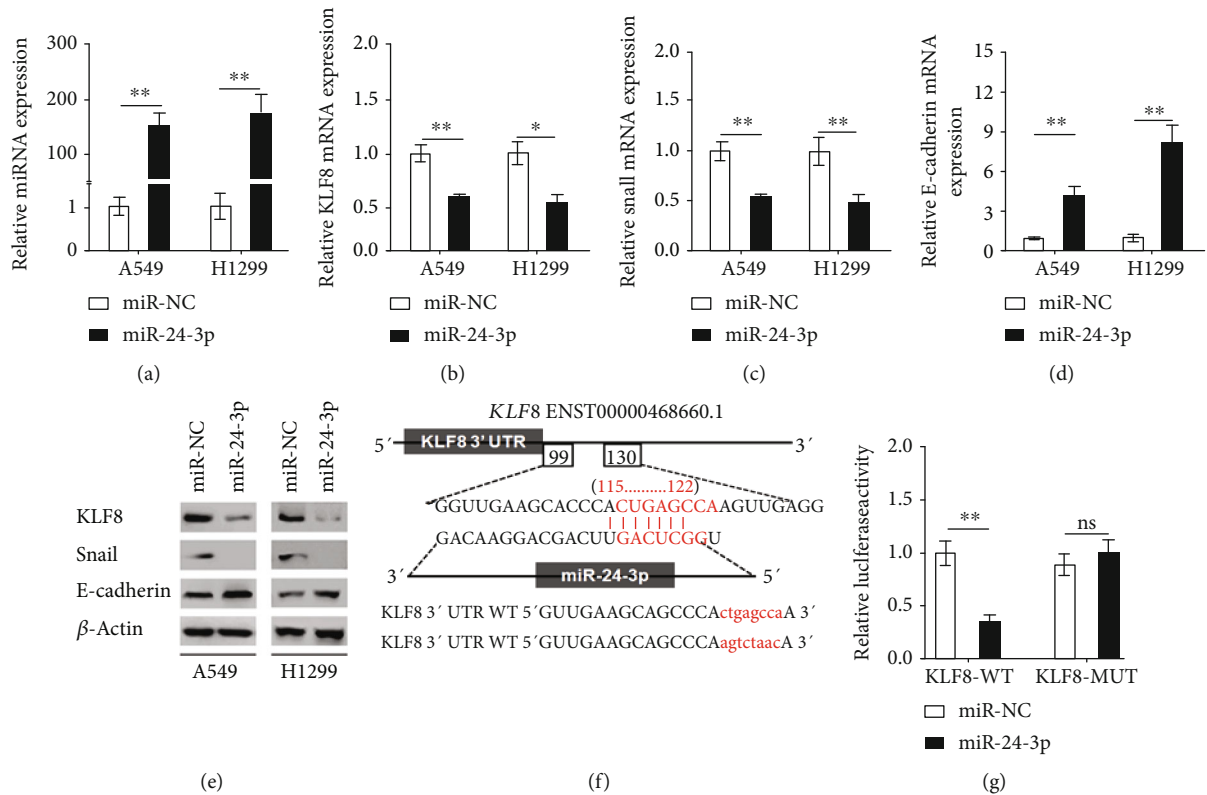 Relative miRNA expression
300
200
100
1
0
**
**
A549
H1299
miR-NC
miR-24-3p
(a)
Relative KLF8 mRNA expression
2.0
1.5
1.0
0.5
0.0
**
*
A549
H1299
miR-NC
miR-24-3p
(b)
Relative snall mRNA expression
2.0
1.5
1.0
0.5
0.0
**
**
A549
H1299
miR-NC
miR-24-3p
(c)
Relative E-cadherin mRNA
expression
15
12
9
6
3
0
**
**
A549
H1299
miR-NC
miR-24-3p
(d)
miR-NC
miR-24-3p
miR-NC
miR-24-3p
KLF8
Snail
E-cadherin
β-Actin
A549
H1299
(e)
KLF8 ENST00000468660.1
5′ KLF8 3' UTR 3′
99 130
(115..........122)
GGUUGAAGCACCCACUGAGCCAAGUUGAGG
GACAAGGACGACUUGACUCGGU
3′ miR-24-3p 5′
KLF8 3′ UTR WT 5′GUUGAAGCAGCCCActgagccaA 3′
KLF8 3′ UTR WT 5′GUUGAAGCAGCCCAagtctaacA 3′
(f)
Relative luclferaseactivity
2.0
1.5
1.0
0.5
0.0
**
ns
KLF8-WT
KLF8-MUT
miR-NC
miR-24-3p
(g)